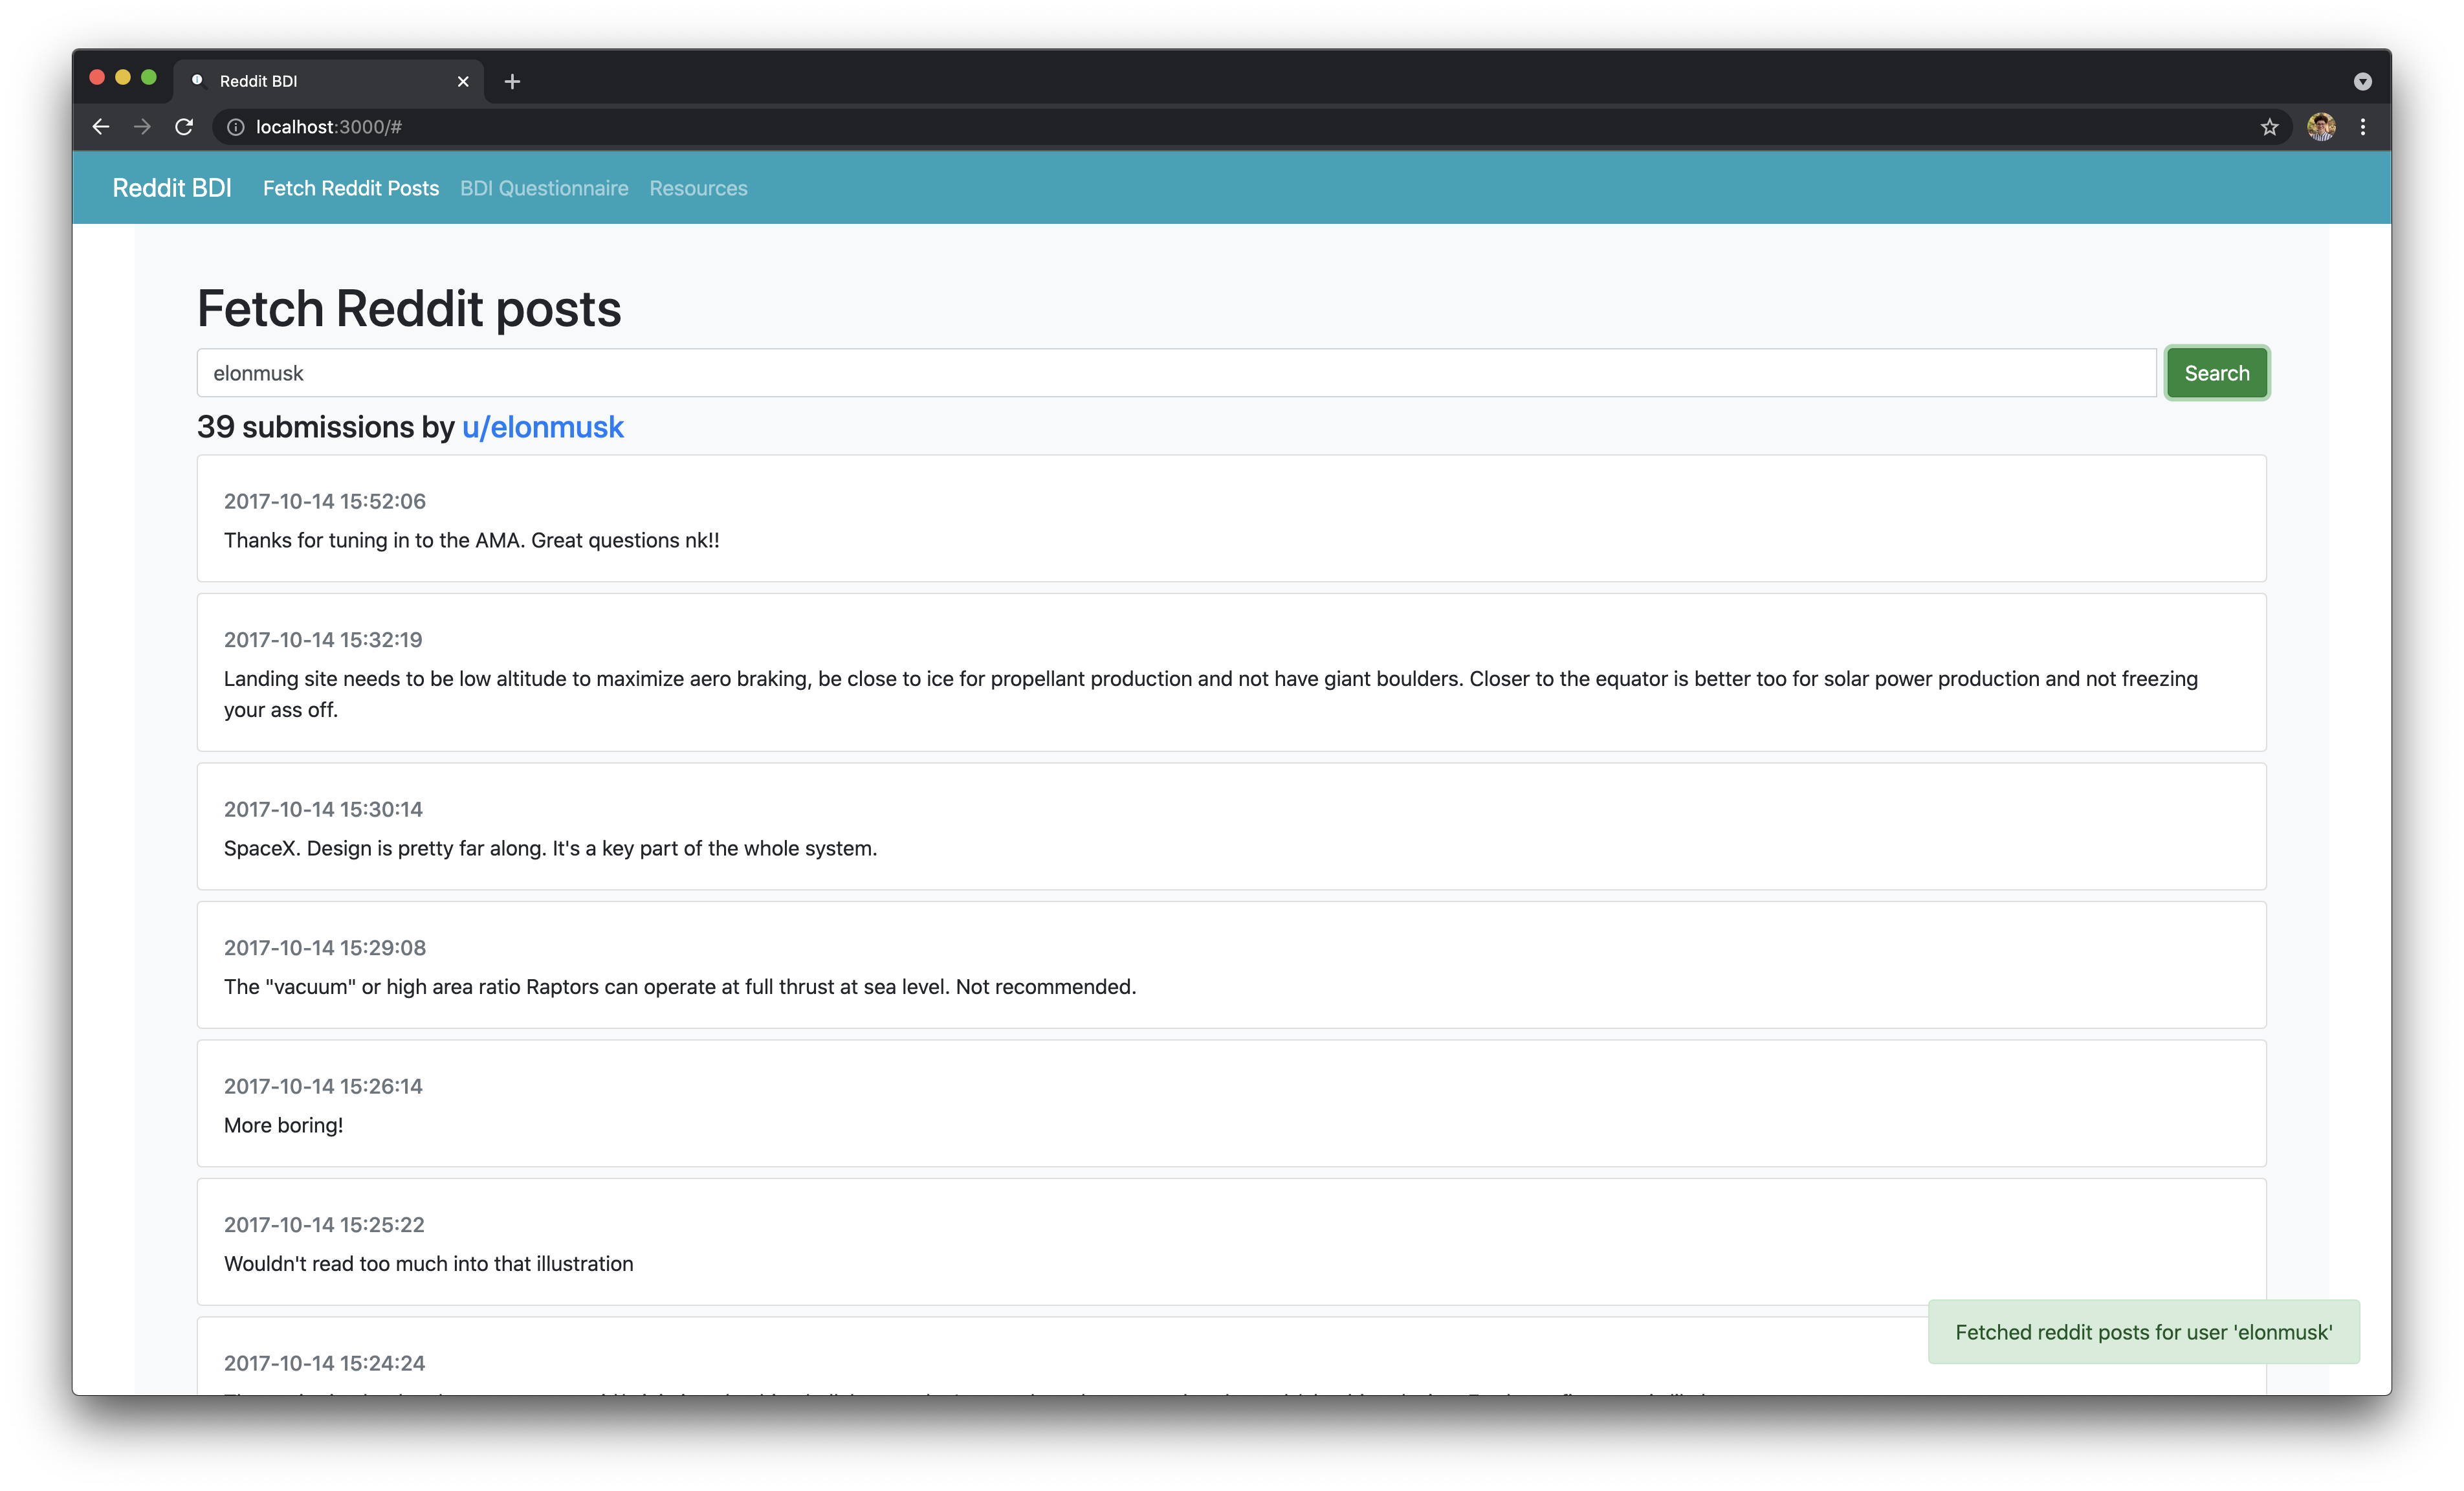 Reddit BDI
localhost:3000/#
Reddit BDI Fetch Reddit Posts BDI Questionnaire Resources
Fetch Reddit posts
elonmusk Search
39 submissions by u/elonmusk
2017-10-14 15:52:06
Thanks for tuning in to the AMA. Great questions nk!!
2017-10-14 15:32:19
Landing site needs to be low altitude to maximize aero braking, be close to ice for propellant production and not have giant boulders. Closer to the equator is better too for solar power production and not freezing
your ass off.
2017-10-14 15:30:14
SpaceX. Design is pretty far along. It's a key part of the whole system.
2017-10-14 15:29:08
The "vacuum" or high area ratio Raptors can operate at full thrust at sea level. Not recommended.
2017-10-14 15:26:14
More boring!
2017-10-14 15:25:22
Wouldn't read too much into that illustration
2017-10-14 15:24:24
Fetched reddit posts for user 'elonmusk'